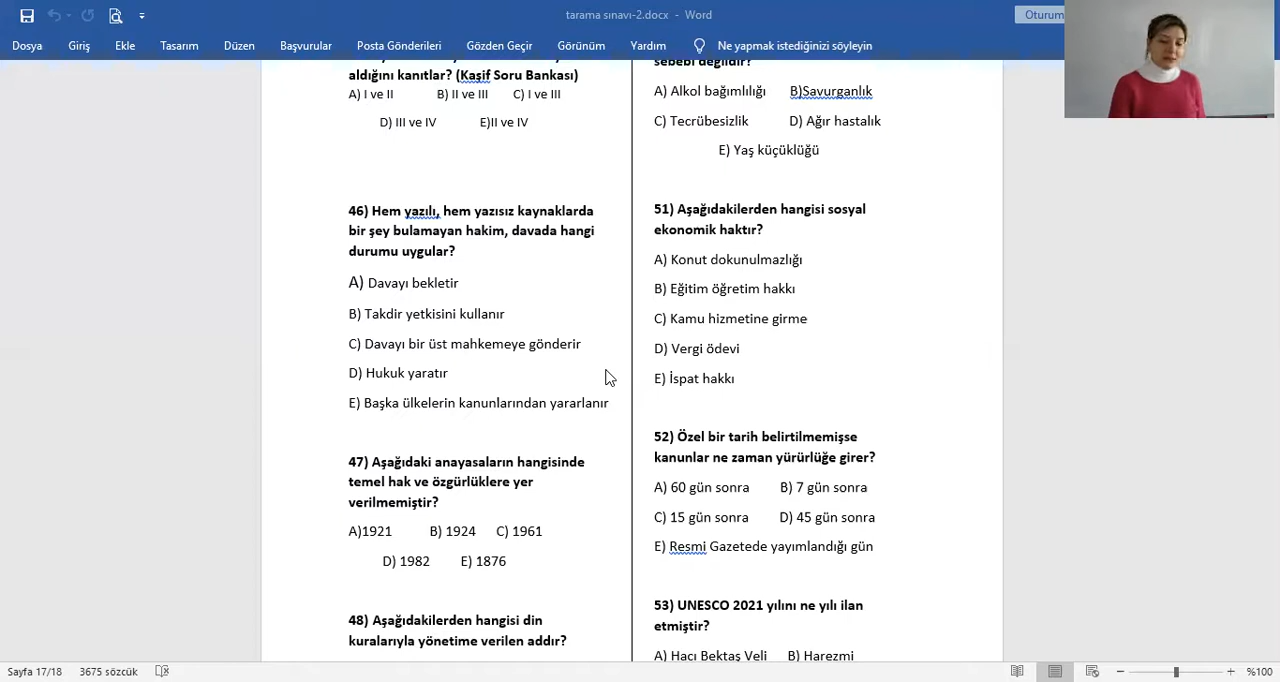 tarama sınavı-2.docx - Word
Oturum
Dosya Giriş Ekle Tasarım Düzen Başvurular Posta Gönderileri Gözden Geçir Görünüm Yardım Ne yapmak istediğinizi söyleyin
aldığını kanıtlar? (Kaşif Soru Bankası)
A) I ve II B) II ve III C) I ve III
D) III ve IV E)II ve IV
46) Hem yazılı, hem yazısız kaynaklarda
bir şey bulamayan hakim, davada hangi
durumu uygular?
A) Davayı bekletir
B) Takdir yetkisini kullanır
C) Davayı bir üst mahkemeye gönderir
D) Hukuk yaratır
E) Başka ülkelerin kanunlarından yararlanır
47) Aşağıdaki anayasaların hangisinde
temel hak ve özgürlüklere yer
verilmemiştir?
A)1921 B) 1924 C) 1961
D) 1982 E) 1876
48) Aşağıdakilerden hangisi din
kuralarıyla yönetime verilen addır?
sebebi değildir?
A) Alkol bağımlılığı B)Savurganlık
C) Tecrübesizlik D) Ağır hastalık
E) Yaş küçüklüğü
51) Aşağıdakilerden hangisi sosyal
ekonomik haktır?
A) Konut dokunulmazlığı
B) Eğitim öğretim hakkı
C) Kamu hizmetine girme
D) Vergi ödevi
E) İspat hakkı
52) Özel bir tarih belirtilmemişse
kanunlar ne zaman yürürlüğe girer?
A) 60 gün sonra B) 7 gün sonra
C) 15 gün sonra D) 45 gün sonra
E) Resmi Gazetede yayımlandığı gün
53) UNESCO 2021 yılını ne yılı ilan
etmiştir?
A) Hacı Bektaş Veli B) Harezmi
Sayfa 17/18 3675 sözcük
%100